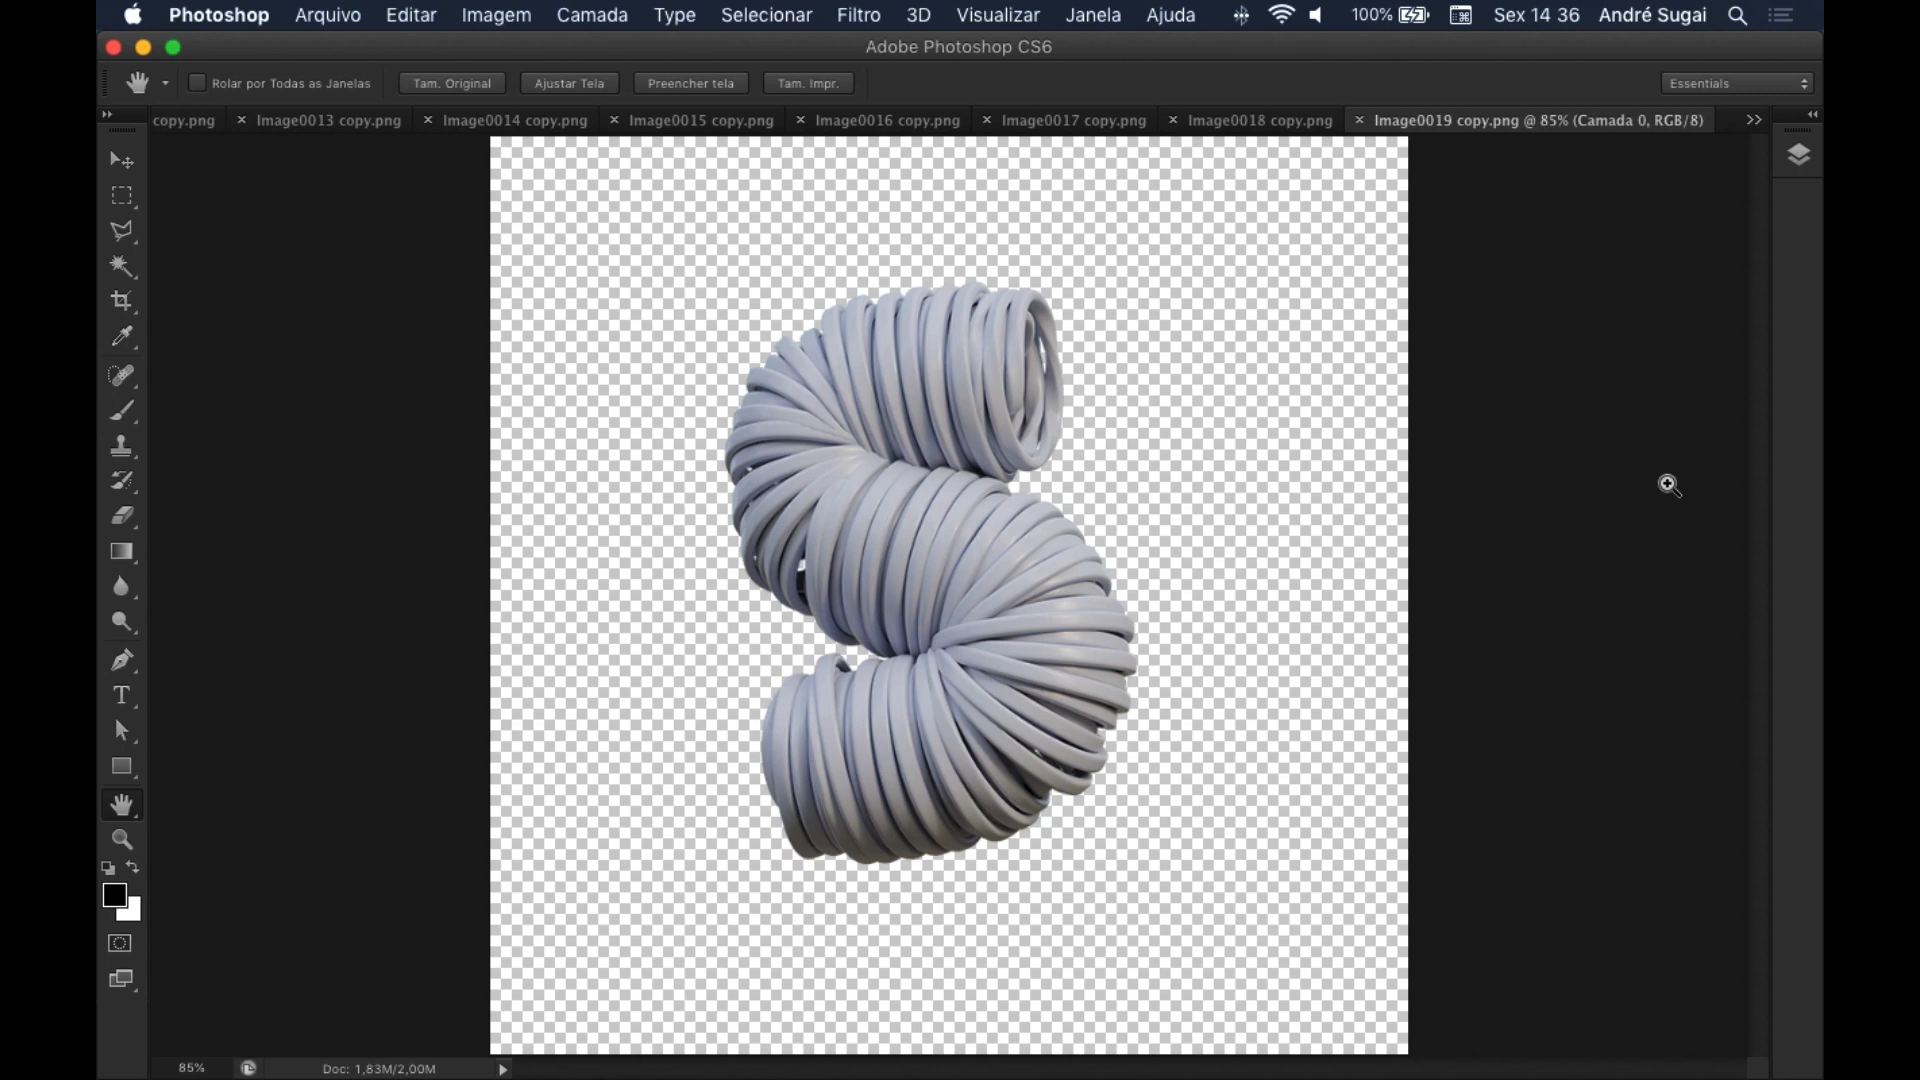 Photoshop Arquivo Editar Imagem Camada Type Selecionar Filtro 3D Visualizar Janela Ajuda 100% Sex 14 36 André Sugai
Adobe Photoshop CS6
Rolar por Todas as Janelas Tam. Original Ajustar Tela Preencher tela Tam. Impr. Essentials
copy.png × Image0013 copy.png × Image0014 copy.png × Image0015 copy.png × Image0016 copy.png × Image0017 copy.png × Image0018 copy.png × Image0019 copy.png @ 85% (Camada 0, RGB/8)
S
T
85% Doc: 1,83M/2,00M